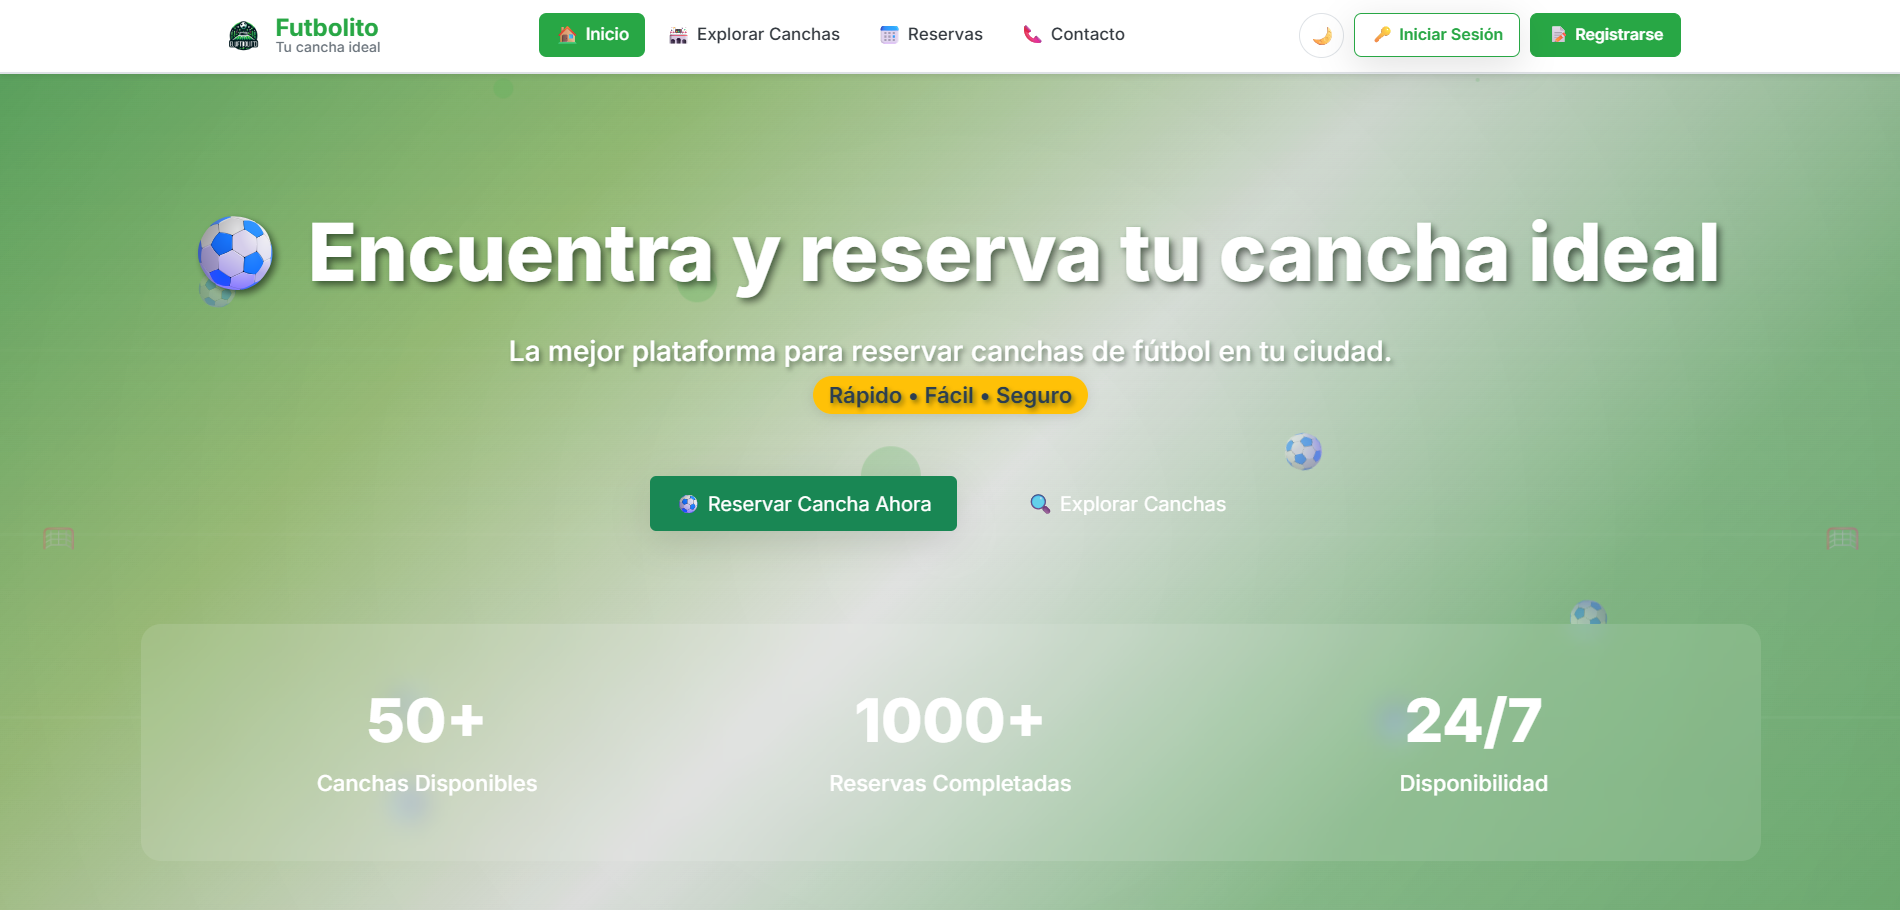 Futbolito
Tu cancha ideal
Inicio
Explorar Canchas
Reservas
Contacto
Iniciar Sesión
Registrarse
Encuentra y reserva tu cancha ideal
La mejor plataforma para reservar canchas de fútbol en tu ciudad.
Rápido • Fácil • Seguro
Reservar Cancha Ahora
Explorar Canchas
50+
Canchas Disponibles
1000+
Reservas Completadas
24/7
Disponibilidad